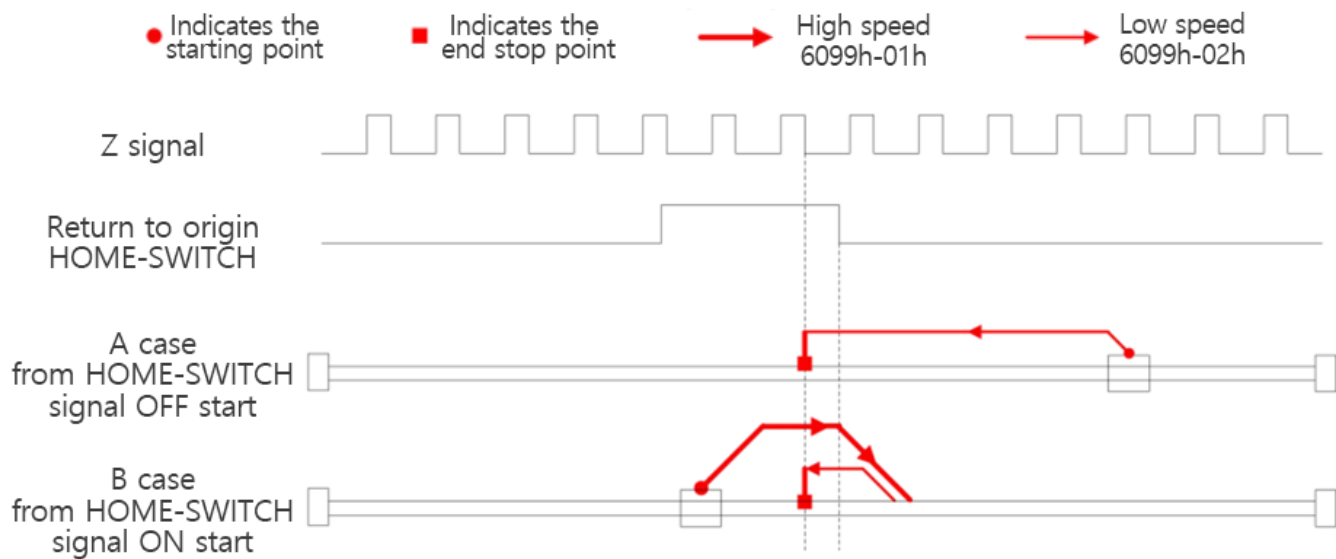 Indicates the
starting point
Indicates the
end stop point
High speed
6099h-01h
Low speed
6099h-02h
Z signal
Return to origin
HOME-SWITCH
A case
from HOME-SWITCH
signal OFF start
B case
from HOME-SWITCH
signal ON start